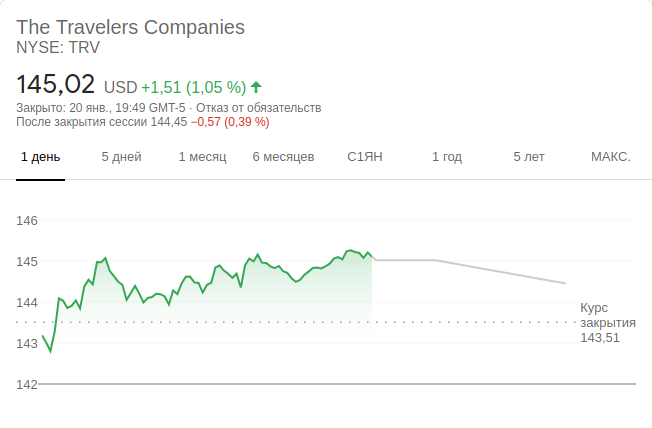 The Travelers Companies
NYSE: TRV
145,02 USD +1,51 (1,05 %)
Закрыто: 20 янв., 19:49 GMT-5 · Отказ от обязательств
После закрытия сессии 144,45 −0,57 (0,39 %)
1 день 5 дней 1 месяц 6 месяцев С1ЯН 1 год 5 лет МАКС.
146
145
144
Курс
закрытия
143,51
143
142